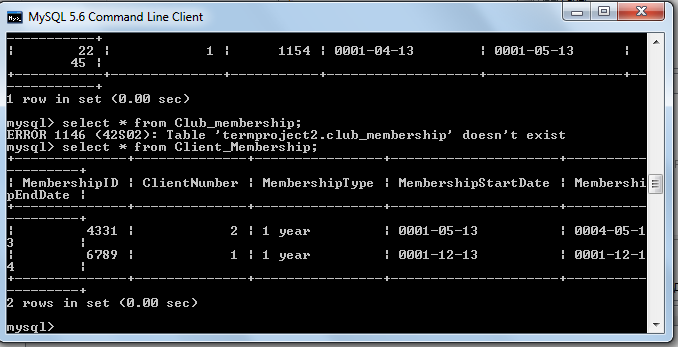 MySQL 5.6 Command Line Client
-----------+
| 22 | 1 | 1154 | 0001-04-13 | 0001-05-13 |
45 |
+-----------+--------------+---------+--------------------+------------------+
-----------+
1 row in set (0.00 sec)
mysql> select * from Club_membership;
ERROR 1146 (42S02): Table 'termproject2.club_membership' doesn't exist
mysql> select * from Client_Membership;
+--------------+--------------+----------------+---------------------+----------
----------+
| MembershipID | ClientNumber | MembershipType | MembershipStartDate | Membershi
pEndDate |
+--------------+--------------+----------------+---------------------+----------
----------+
| 4331 | 2 | 1 year | 0001-05-13 | 0004-05-1
3 |
| 6789 | 1 | 1 year | 0001-12-13 | 0001-12-1
4 |
+--------------+--------------+----------------+---------------------+----------
----------+
2 rows in set (0.00 sec)
mysql>